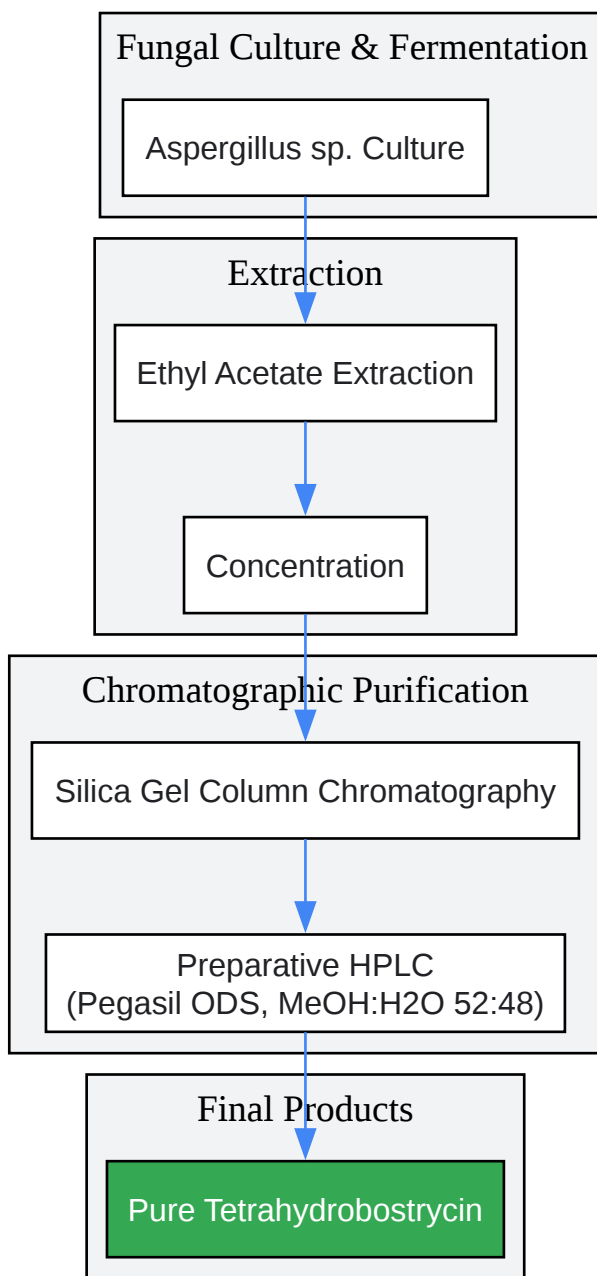 Fungal Culture & Fermentation
Aspergillus sp. Culture
Extraction
Ethyl Acetate Extraction
Concentration
Chromatographic Purification
Silica Gel Column Chromatography
Preparative HPLC
(Pegasil ODS, MeOH:H2O 52:48)
Final Products
Pure Tetrahydrobostrycin